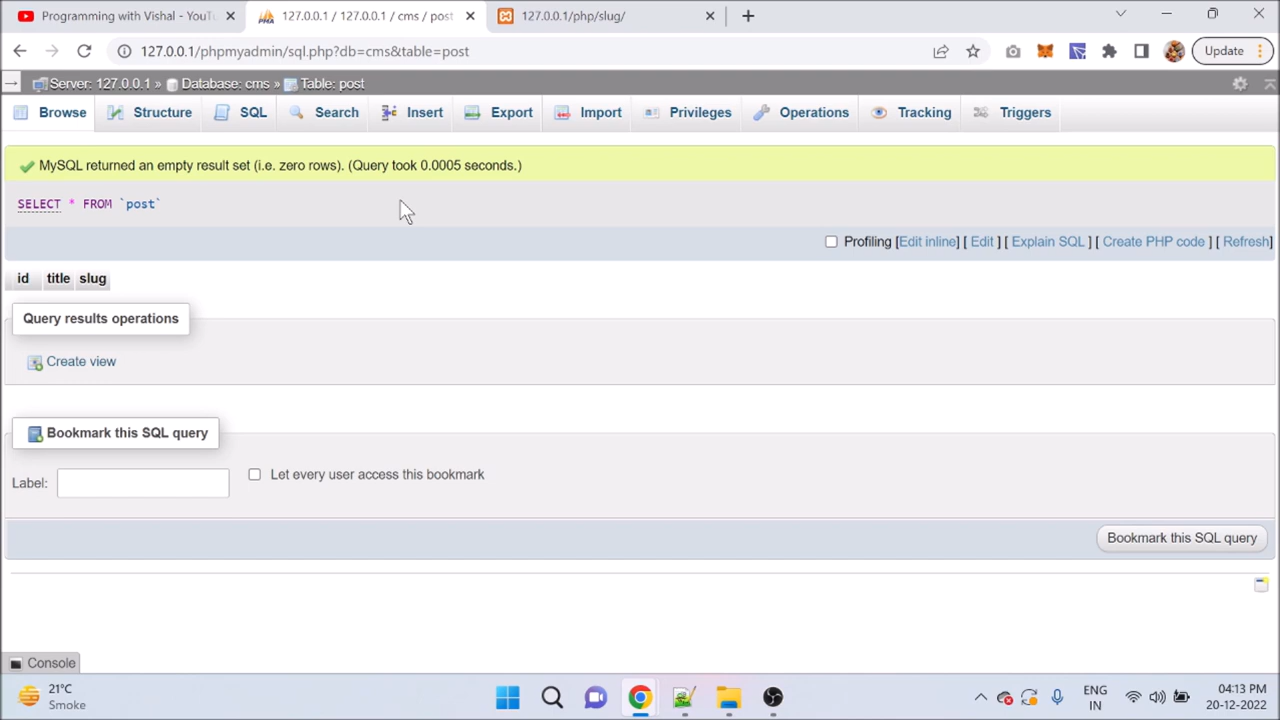 Programming with Vishal - YouTu
127.0.0.1 / 127.0.0.1 / cms / post
127.0.0.1/php/slug/
127.0.0.1/phpmyadmin/sql.php?db=cms&table=post
Update
Server: 127.0.0.1 » Database: cms » Table: post
Browse Structure SQL Search Insert Export Import Privileges Operations Tracking Triggers
MySQL returned an empty result set (i.e. zero rows). (Query took 0.0005 seconds.)
SELECT * FROM `post`
Profiling [Edit inline] [ Edit ] [ Explain SQL ] [ Create PHP code ] [ Refresh]
id title slug
Query results operations
Create view
Bookmark this SQL query
Label:
Let every user access this bookmark
Bookmark this SQL query
Console
21°C
Smoke
ENG
IN
04:13 PM
20-12-2022